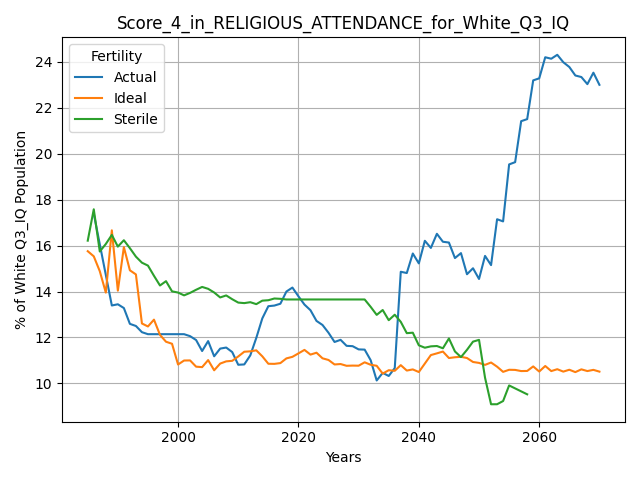 Score_4_in_RELIGIOUS_ATTENDANCE_for_White_Q3_IQ
Fertility
Actual
Ideal
Sterile
% of White Q3_IQ Population
24
22
20
18
16
14
12
10
2000
2020
2040
2060
Years